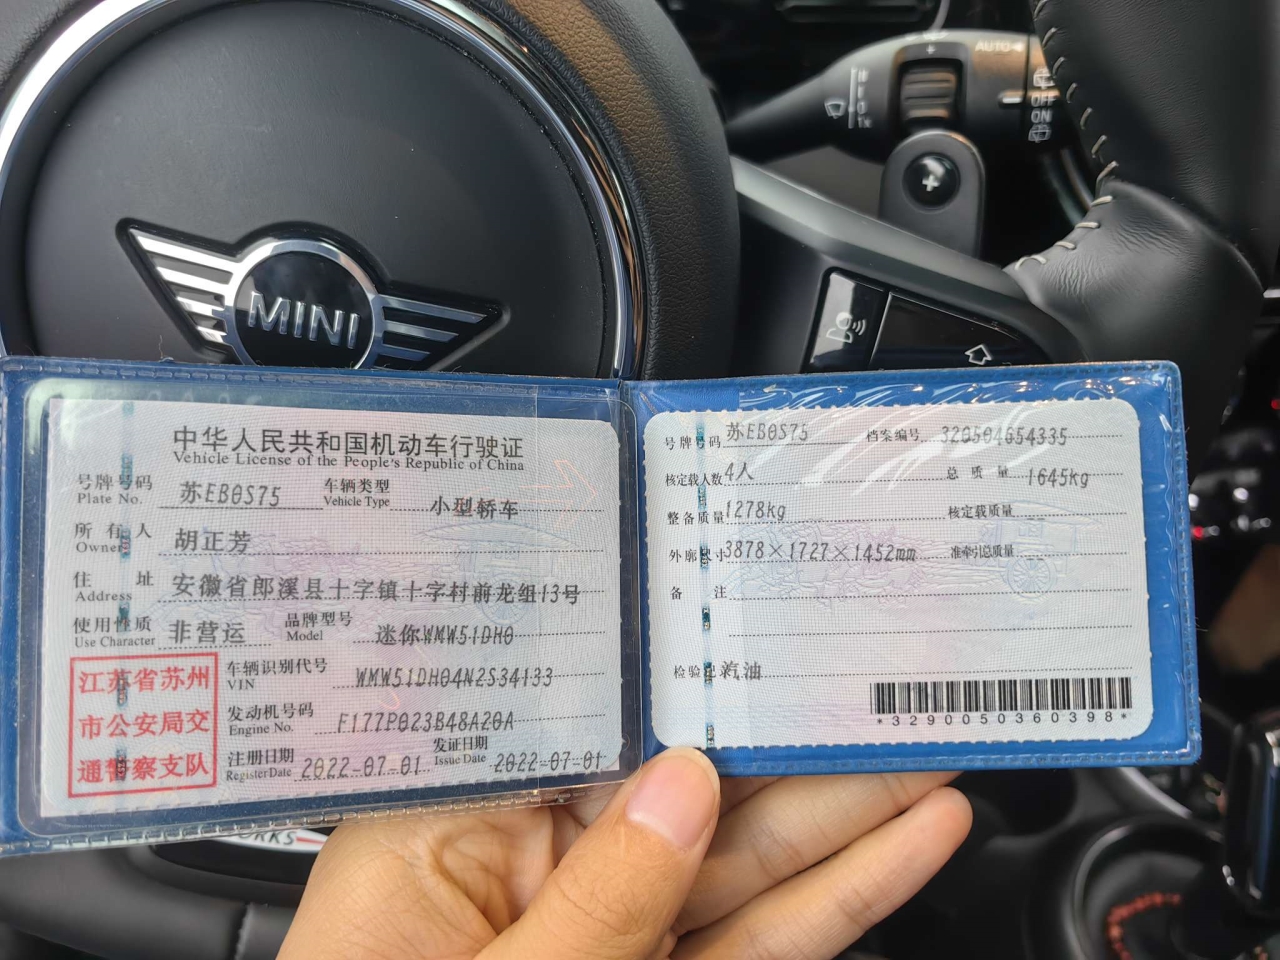 AUTO
OFF
ON
MINI
中华人民共和国机动车行驶证
Vehicle License of the People's Republic of China
号牌号码 苏EB0S75 车辆类型 小型轿车
Plate No. Vehicle Type
所有人 胡正芳
Owner
住址 安徽省郎溪县十字镇十字村前龙组13号
Address
使用性质 非营运 品牌型号 迷你WMW51DH0
Use Character Model
江苏省苏州
市公安局交
通警察支队
车辆识别代号 WMW51DH04N2S34133
VIN
发动机号码 F177P023B48A20A
Engine No.
注册日期 2022-07-01 发证日期 2022-07-01
Register Date Issue Date
号牌号码 苏EB0S75 档案编号 320504654335
核定载人数 4人 总质量 1645kg
整备质量 1278kg 核定载质量 --
外廓尺寸 3878×1727×1452mm 准牵引总质量
备注
检验记 汽油
*3290050360398*